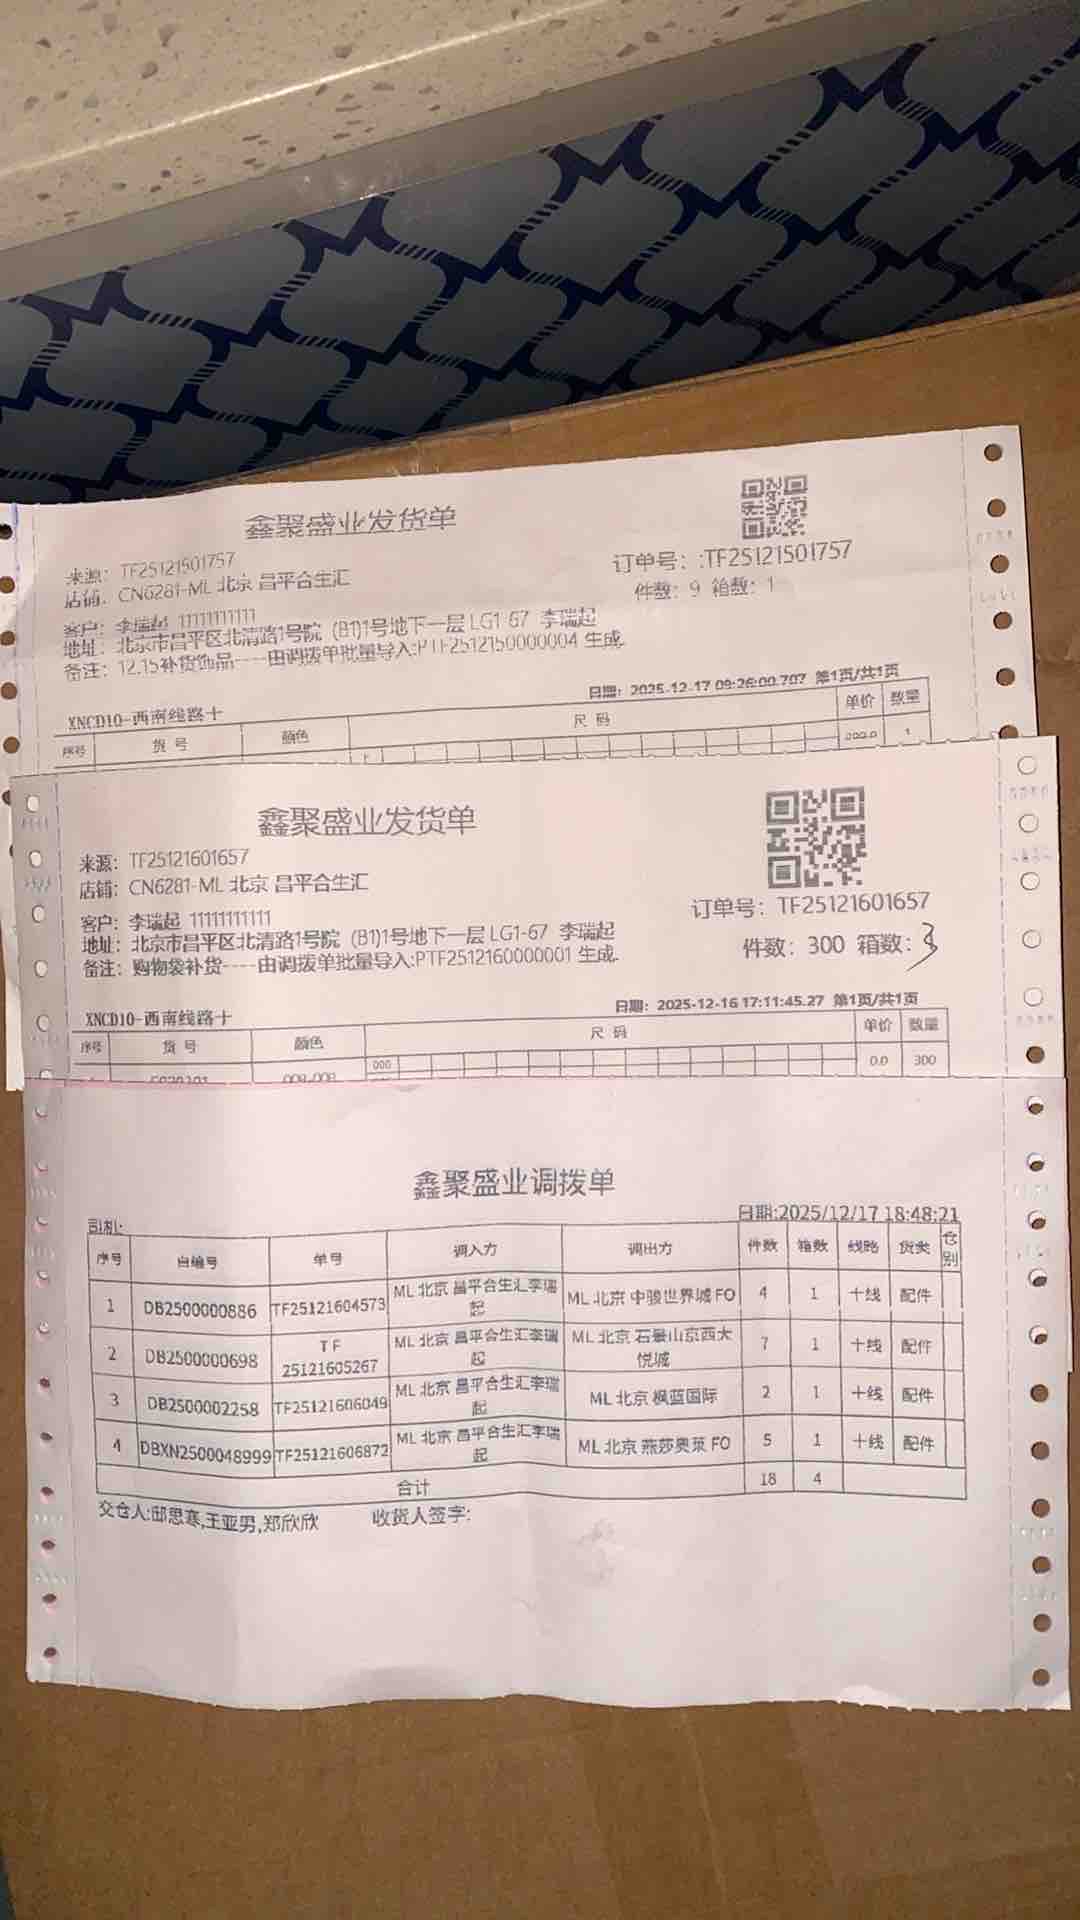 鑫聚盛业发货单
来源：TF25121501757
订单号：:TF25121501757
店铺：CN6281-ML 北京 昌平合生汇
件数：9 箱数：1
客户：李瑞起 11111111111
地址：北京市昌平区北清路1号院 (B1)1号地下一层 LG1-67 李瑞起
备注：12.15补货饰品----由调拨单批量导入:PTF2512150000004 生成.
日期：2025-12-17 09:26:00.707 第1页/共1页
XNCD10-西南线路十
序号 货号 颜色 尺码 单价 数量
1
鑫聚盛业发货单
来源：TF25121601657
店铺：CN6281-ML 北京 昌平合生汇
订单号：TF25121601657
客户：李瑞起 11111111111
地址：北京市昌平区北清路1号院 (B1)1号地下一层 LG1-67 李瑞起
件数：300 箱数：3
备注：购物袋补货----由调拨单批量导入:PTF2512160000001 生成.
日期：2025-12-16 17:11:45.27 第1页/共1页
XNCD10-西南线路十
序号 货号 颜色 尺码 单价 数量
000 0.0 300
鑫聚盛业调拨单
司机: 日期:2025/12/17 18:48:21
序号 自编号 单号 调入方 调出方 件数 箱数 线路 货类 仓别
1 DB2500000886 TF25121604573 ML 北京 昌平合生汇李瑞起 ML 北京 中骏世界城 FO 4 1 十线 配件
2 DB2500000698 TF 25121605267 ML 北京 昌平合生汇李瑞起 ML 北京 石景山京西大悦城 7 1 十线 配件
3 DB2500002258 TF25121606049 ML 北京 昌平合生汇李瑞起 ML 北京 枫蓝国际 2 1 十线 配件
4 DBXN2500048999 TF25121606872 ML 北京 昌平合生汇李瑞起 ML 北京 燕莎奥莱 FO 5 1 十线 配件
合计 18 4
交仓人:邸思寒,王亚男,郑欣欣 收货人签字: